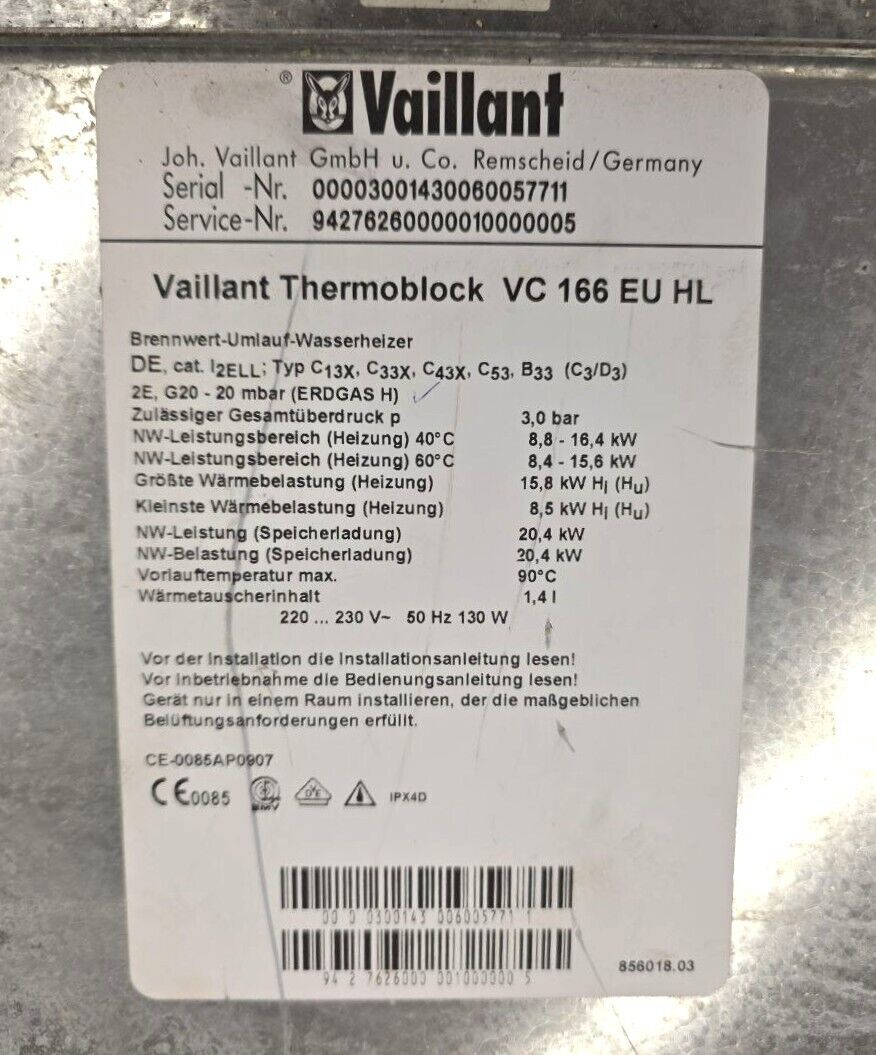 ® Vaillant
Joh. Vaillant GmbH u. Co. Remscheid/Germany
Serial -Nr. 00003001430060057711
Service-Nr. 94276260000010000005
Vaillant Thermoblock VC 166 EU HL
Brennwert-Umlauf-Wasserheizer
DE, cat. I2ELL; Typ C13X, C33X, C43X, C53, B33 (C3/D3)
2E, G20 - 20 mbar (ERDGAS H)
Zulässiger Gesamtüberdruck p 3,0 bar
NW-Leistungsbereich (Heizung) 40°C 8,8 - 16,4 kW
NW-Leistungsbereich (Heizung) 60°C 8,4 - 15,6 kW
Größte Wärmebelastung (Heizung) 15,8 kW Hi (Hu)
Kleinste Wärmebelastung (Heizung) 8,5 kW Hi (Hu)
NW-Leistung (Speicherladung) 20,4 kW
NW-Belastung (Speicherladung) 20,4 kW
Vorlauftemperatur max. 90°C
Wärmetauscherinhalt 1,4 l
220 ... 230 V~ 50 Hz 130 W
Vor der Installation die Installationsanleitung lesen!
Vor Inbetriebnahme die Bedienungsanleitung lesen!
Gerät nur in einem Raum installieren, der die maßgeblichen
Belüftungsanforderungen erfüllt.
CE-0085AP0907
CE 0085 EMV DVE IPX4D
00 0 0300143 006005771 1
94 2 7626000 001000000 5
856018.03